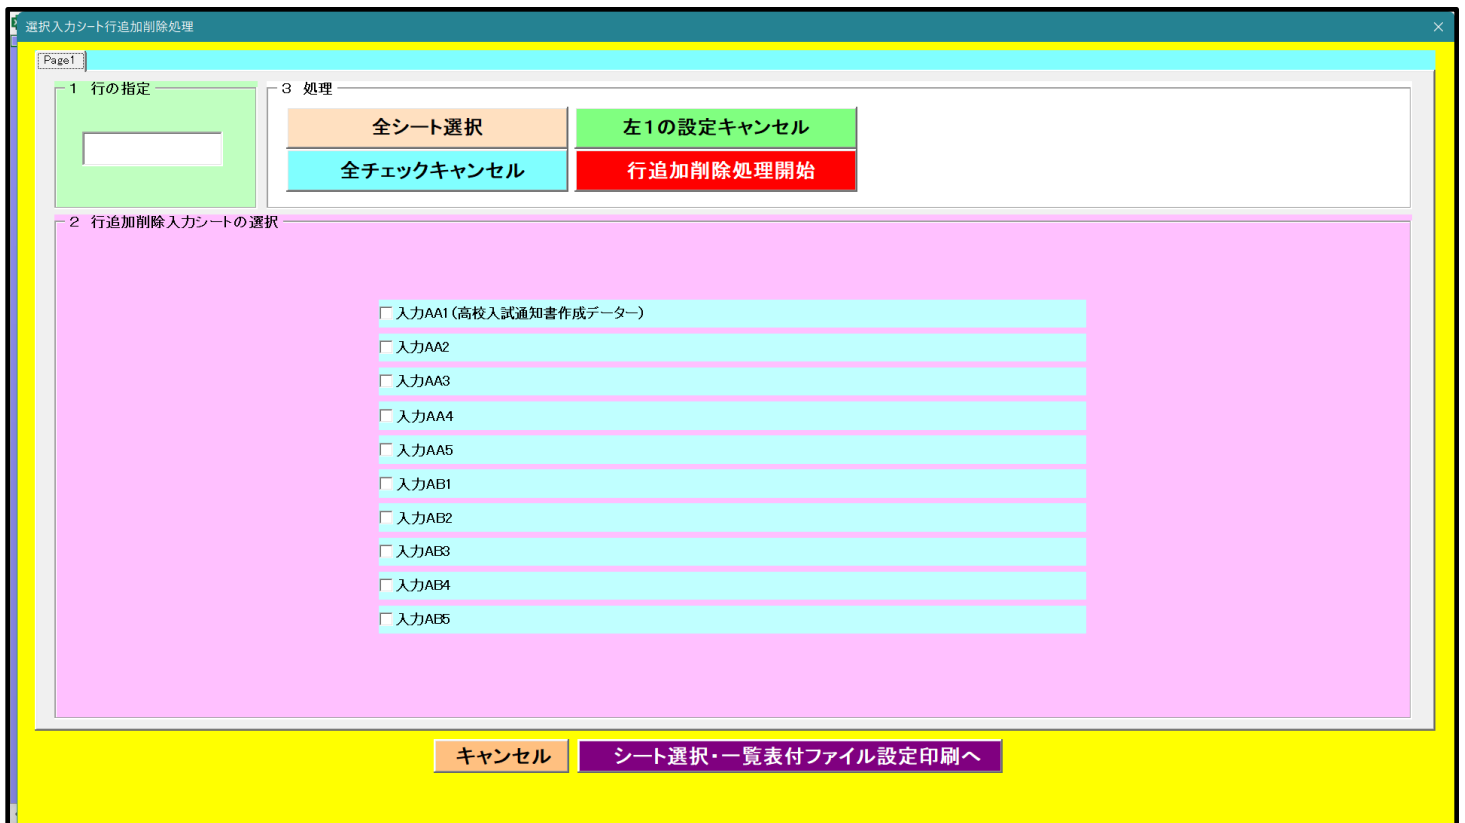 選択入力シート行追加削除処理
Page1
1 行の指定
3 処理
全シート選択
左1の設定キャンセル
全チェックキャンセル
行追加削除処理開始
2 行追加削除入力シートの選択
入力AA1(高校入試通知書作成データー)
入力AA2
入力AA3
入力AA4
入力AA5
入力AB1
入力AB2
入力AB3
入力AB4
入力AB5
キャンセル
シート選択・一覧表付ファイル設定印刷へ